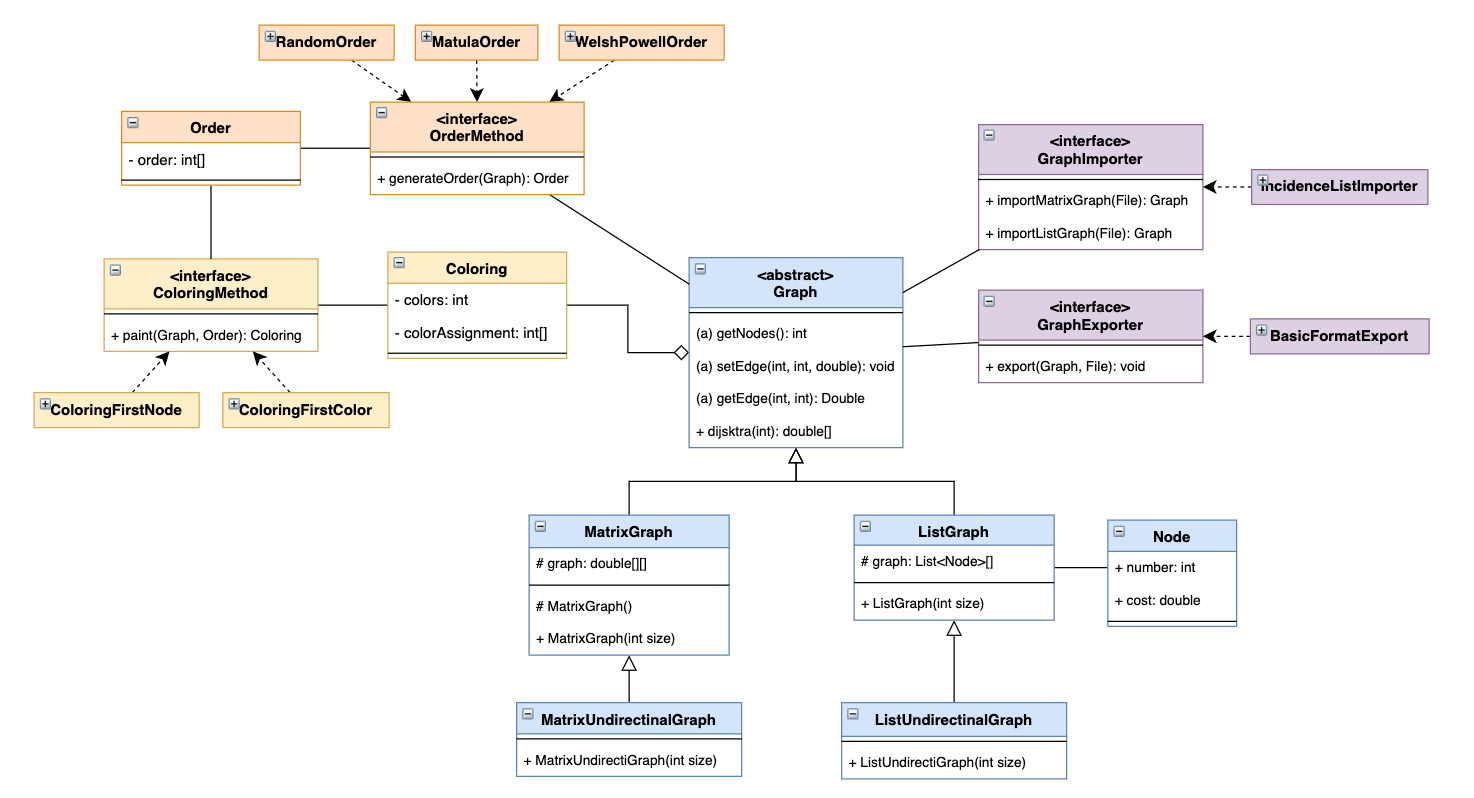 RandomOrder
MatulaOrder
WelshPowellOrder
Order
- order: int[]
<interface>
OrderMethod
+ generateOrder(Graph): Order
<interface>
GraphImporter
+ importMatrixGraph(File): Graph
+ importListGraph(File): Graph
IncidenceListImporter
<interface>
ColoringMethod
+ paint(Graph, Order): Coloring
Coloring
- colors: int
- colorAssignment: int[]
<abstract>
Graph
(a) getNodes(): int
(a) setEdge(int, int, double): void
(a) getEdge(int, int): Double
+ dijsktra(int): double[]
<interface>
GraphExporter
+ export(Graph, File): void
BasicFormatExport
ColoringFirstNode
ColoringFirstColor
MatrixGraph
# graph: double[][]
# MatrixGraph()
+ MatrixGraph(int size)
ListGraph
# graph: List<Node>[]
+ ListGraph(int size)
Node
+ number: int
+ cost: double
MatrixUndirectinalGraph
+ MatrixUndirectiGraph(int size)
ListUndirectinalGraph
+ ListUndirectiGraph(int size)